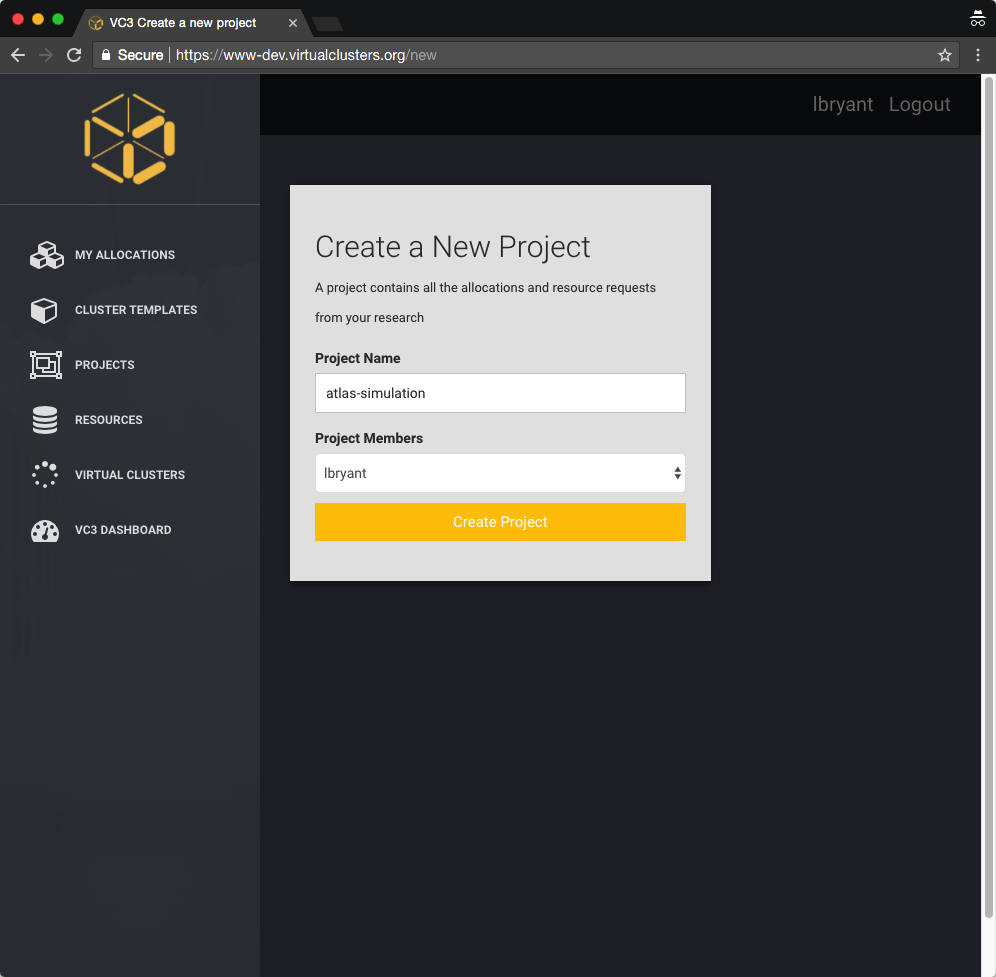 VC3 Create a new project
Secure | https://www-dev.virtualclusters.org/new
lbryant Logout
MY ALLOCATIONS
CLUSTER TEMPLATES
PROJECTS
RESOURCES
VIRTUAL CLUSTERS
VC3 DASHBOARD
Create a New Project
A project contains all the allocations and resource requests
from your research
Project Name
atlas-simulation
Project Members
lbryant
Create Project